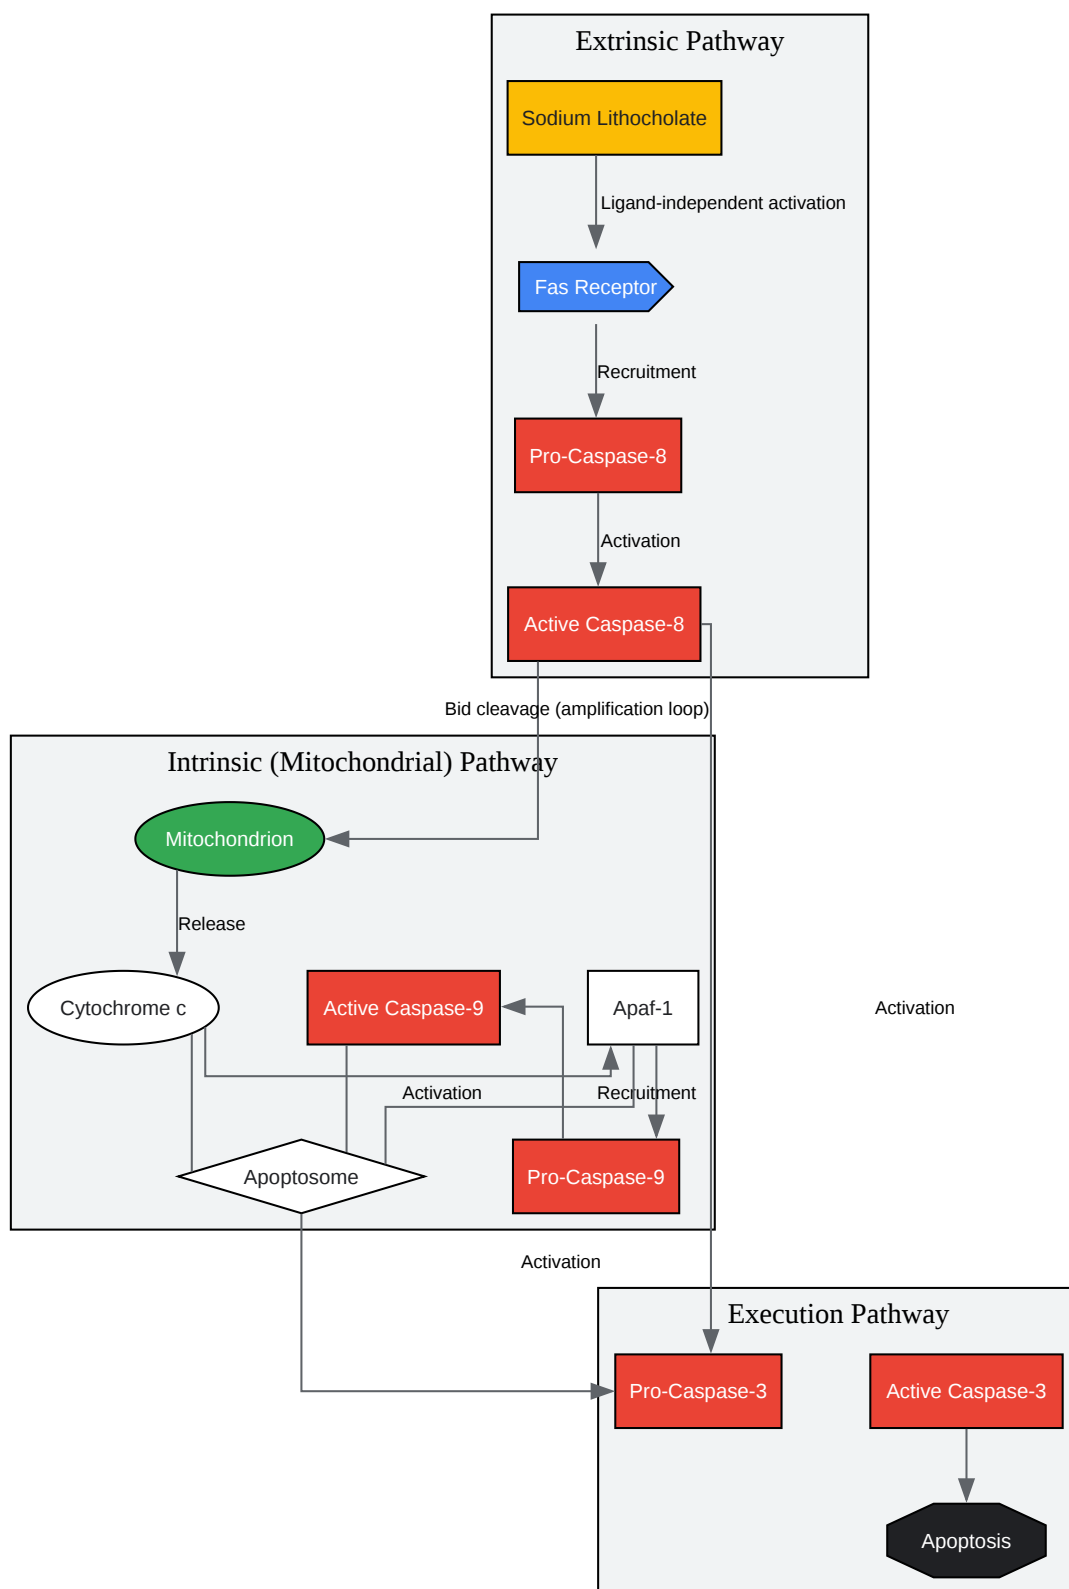 Extrinsic Pathway
Sodium Lithocholate
Ligand-independent activation
Fas Receptor
Recruitment
Pro-Caspase-8
Activation
Active Caspase-8
Bid cleavage (amplification loop)
Intrinsic (Mitochondrial) Pathway
Mitochondrion
Release
Cytochrome c
Active Caspase-9
Apaf-1
Activation
Activation
Recruitment
Apoptosome
Pro-Caspase-9
Activation
Execution Pathway
Pro-Caspase-3
Active Caspase-3
Apoptosis